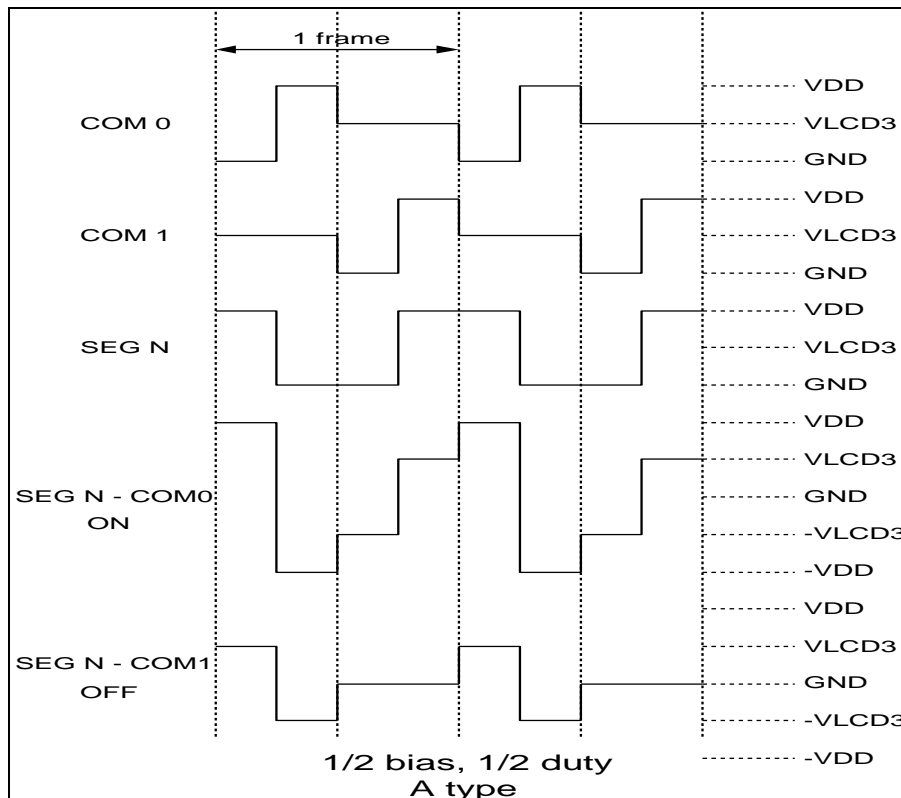 1 frame
VDD
COM 0
VLCD3
GND
VDD
COM 1
VLCD3
GND
VDD
SEG N
VLCD3
GND
VDD
VLCD3
SEG N - COM0
ON
GND
-VLCD3
-VDD
VDD
VLCD3
SEG N - COM1
OFF
GND
-VLCD3
-VDD
1/2 bias, 1/2 duty
A type